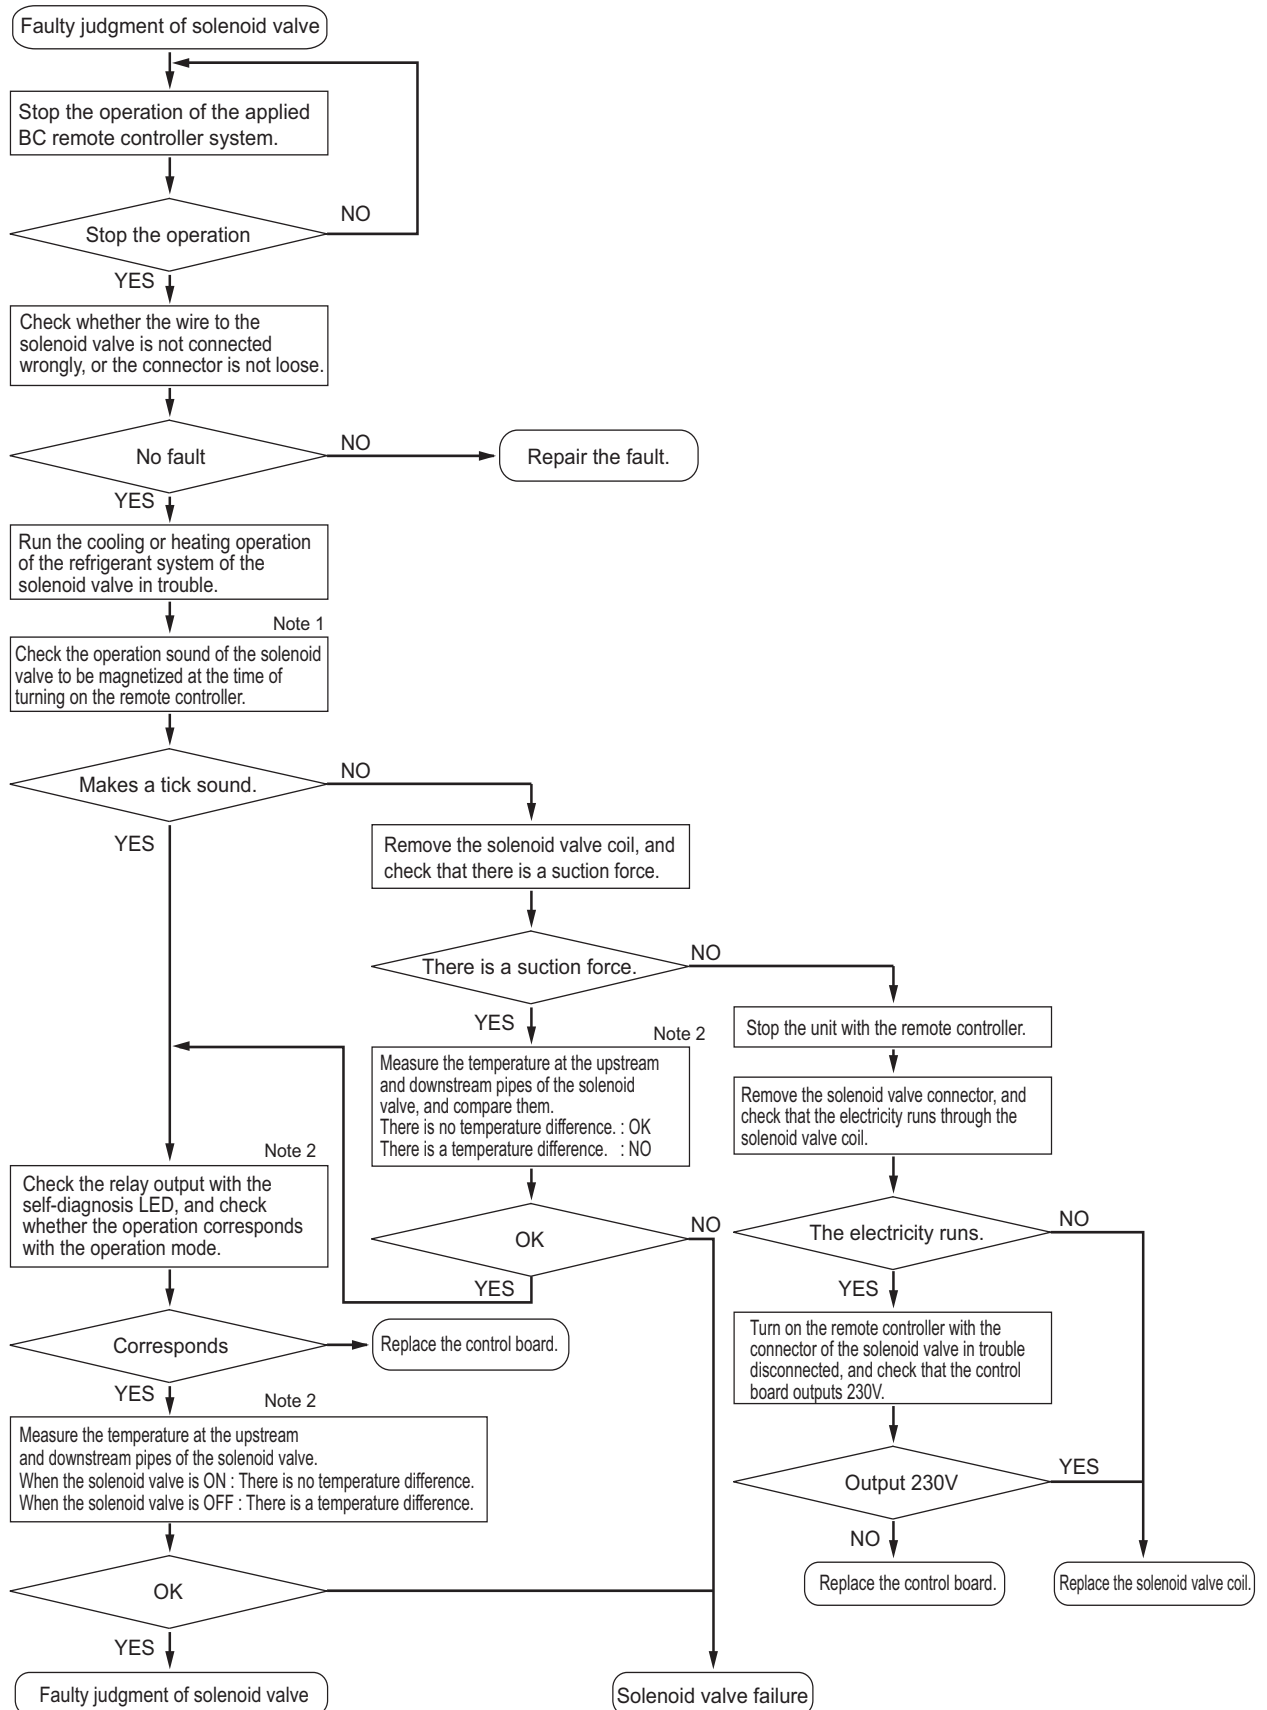 Faulty judgment of solenoid valve
Stop the operation of the applied
BC remote controller system.
Stop the operation
NO
YES
Check whether the wire to the
solenoid valve is not connected
wrongly, or the connector is not loose.
No fault
NO
Repair the fault.
YES
Run the cooling or heating operation
of the refrigerant system of the
solenoid valve in trouble.
Note 1
Check the operation sound of the solenoid
valve to be magnetized at the time of
turning on the remote controller.
Makes a tick sound.
NO
YES
Remove the solenoid valve coil, and
check that there is a suction force.
There is a suction force.
NO
YES
Note 2
Measure the temperature at the upstream
and downstream pipes of the solenoid
valve, and compare them.
There is no temperature difference. : OK
There is a temperature difference. : NO
Stop the unit with the remote controller.
Remove the solenoid valve connector, and
check that the electricity runs through the
solenoid valve coil.
Note 2
Check the relay output with the
self-diagnosis LED, and check
whether the operation corresponds
with the operation mode.
OK
NO
YES
The electricity runs.
NO
YES
Corresponds
Replace the control board.
YES
Turn on the remote controller with the
connector of the solenoid valve in trouble
disconnected, and check that the control
board outputs 230V.
Note 2
Measure the temperature at the upstream
and downstream pipes of the solenoid valve.
When the solenoid valve is ON : There is no temperature difference.
When the solenoid valve is OFF : There is a temperature difference.
Output 230V
YES
NO
Replace the control board.
Replace the solenoid valve coil.
OK
YES
Faulty judgment of solenoid valve
Solenoid valve failure